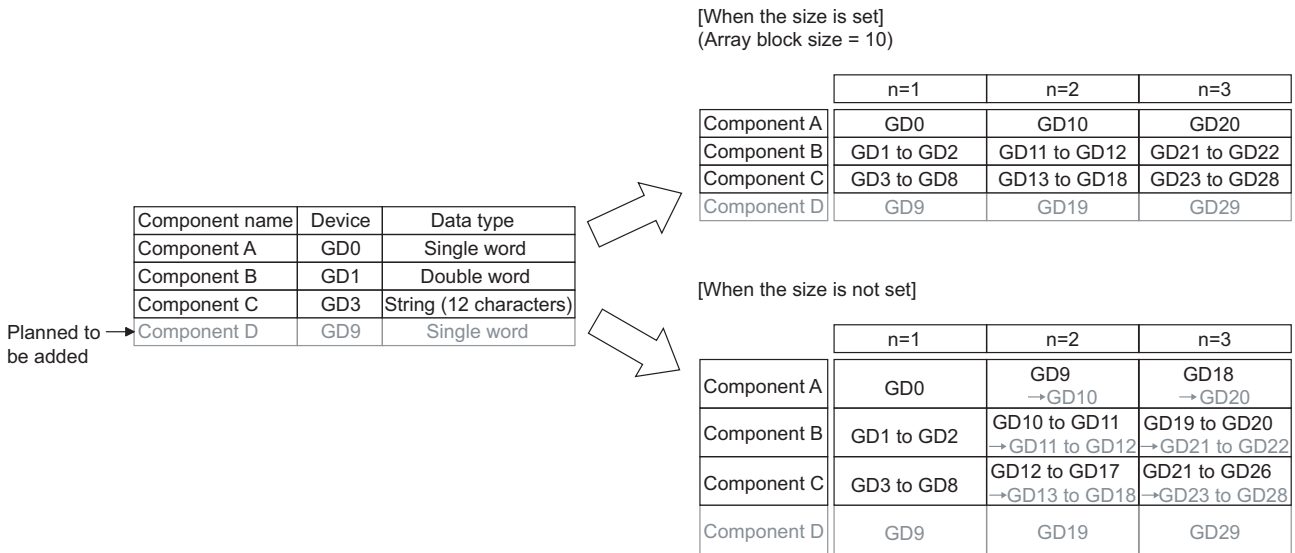 [When the size is set]
(Array block size = 10)
n=1 n=2 n=3
Component A GD0 GD10 GD20
Component B GD1 to GD2 GD11 to GD12 GD21 to GD22
Component C GD3 to GD8 GD13 to GD18 GD23 to GD28
Component D GD9 GD19 GD29
Component name Device Data type
Component A GD0 Single word
Component B GD1 Double word
Component C GD3 String (12 characters)
Planned to be added
Component D GD9 Single word
[When the size is not set]
n=1 n=2 n=3
Component A GD0 GD9 GD18
→GD10 →GD20
Component B GD1 to GD2 GD10 to GD11 GD19 to GD20
→GD11 to GD12 →GD21 to GD22
Component C GD3 to GD8 GD12 to GD17 GD21 to GD26
→GD13 to GD18 →GD23 to GD28
Component D GD9 GD19 GD29